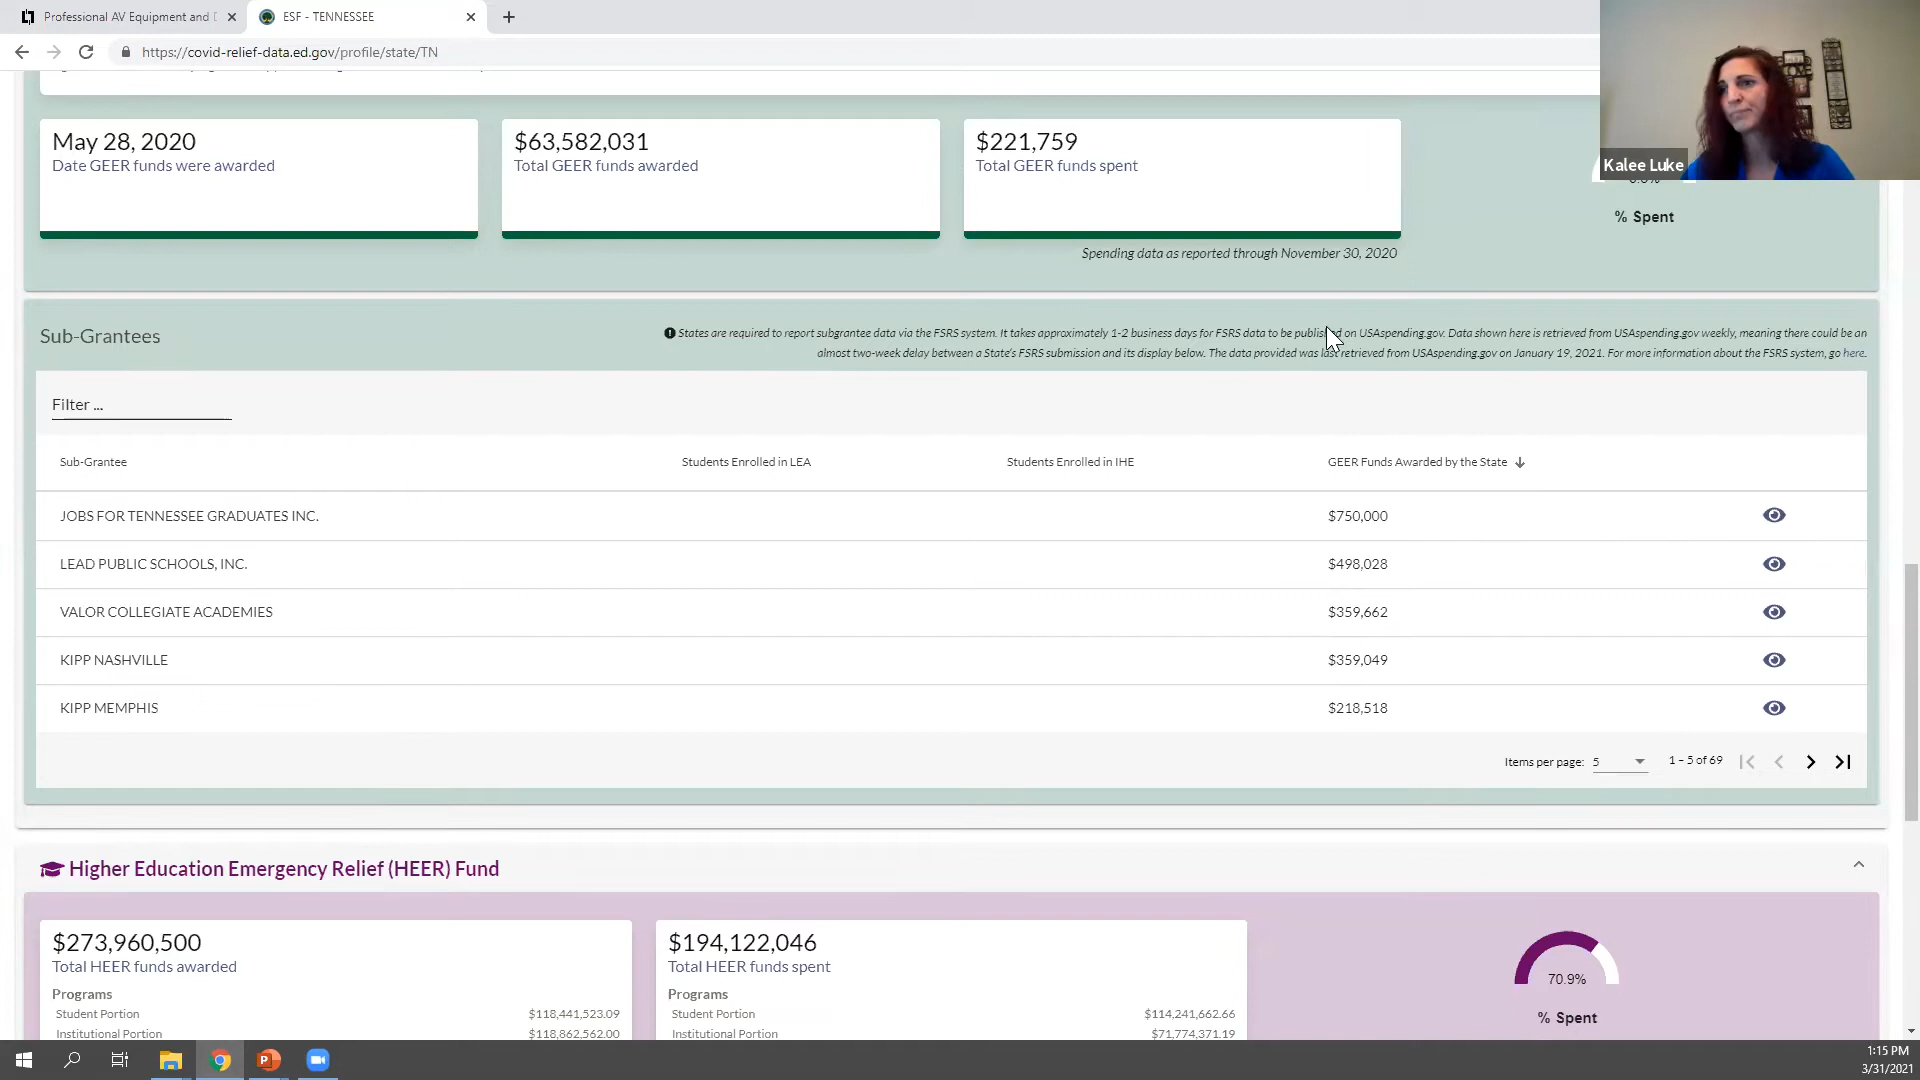 Professional AV Equipment and D
ESF - TENNESSEE
https://covid-relief-data.ed.gov/profile/state/TN
Kalee Luke
May 28, 2020
Date GEER funds were awarded
$63,582,031
Total GEER funds awarded
$221,759
Total GEER funds spent
% Spent
Spending data as reported through November 30, 2020
Sub-Grantees
States are required to report subgrantee data via the FSRS system. It takes approximately 1-2 business days for FSRS data to be published on USAspending.gov. Data shown here is retrieved from USAspending.gov weekly, meaning there could be an
almost two-week delay between a State's FSRS submission and its display below. The data provided was last retrieved from USAspending.gov on January 19, 2021. For more information about the FSRS system, go here.
Filter ...
Sub-Grantee Students Enrolled in LEA Students Enrolled in IHE GEER Funds Awarded by the State
JOBS FOR TENNESSEE GRADUATES INC. $750,000
LEAD PUBLIC SCHOOLS, INC. $498,028
VALOR COLLEGIATE ACADEMIES $359,662
KIPP NASHVILLE $359,049
KIPP MEMPHIS $218,518
Items per page: 5 1 – 5 of 69
Higher Education Emergency Relief (HEER) Fund
$273,960,500
Total HEER funds awarded
Programs
Student Portion $118,441,523.09
Institutional Portion $118,862,562.00
$194,122,046
Total HEER funds spent
Programs
Student Portion $114,241,662.66
Institutional Portion $71,774,371.19
70.9%
% Spent
1:15 PM
3/31/2021